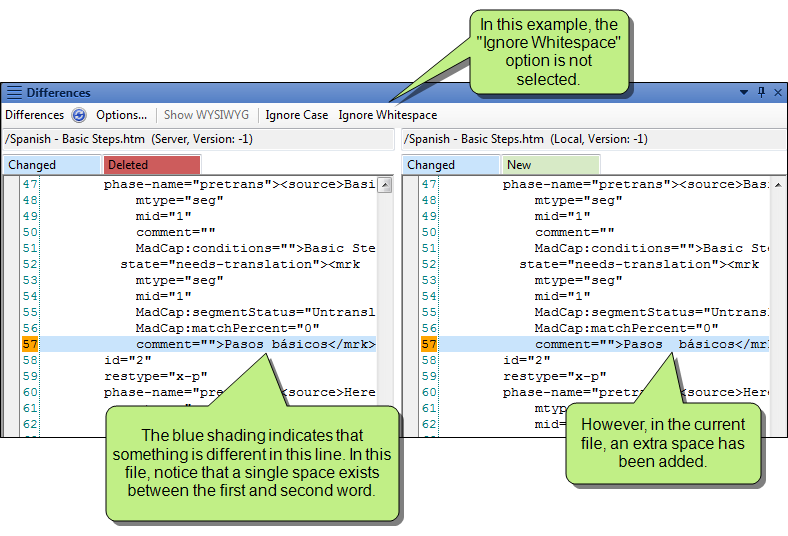 In this example, the
"Ignore Whitespace"
option is not
selected.
Differences
Differences Options... Show WYSIWYG Ignore Case Ignore Whitespace
/Spanish - Basic Steps.htm (Server, Version: -1)
Changed Deleted
47 phase-name="pretrans"><source>Basi
48 mtype="seg"
49 mid="1"
50 comment=""
51 MadCap:conditions="">Basic Ste
52 state="needs-translation"><mrk
53 mtype="seg"
54 mid="1"
55 MadCap:segmentStatus="Untransl
56 MadCap:matchPercent="0"
57 comment="">Pasos básicos</mrk>
58 id="2"
59 restype="x-p"
60 phase-name="pretrans"><source>Here
61
62
/Spanish - Basic Steps.htm (Local, Version: -1)
Changed New
47 phase-name="pretrans"><source>Basi
48 mtype="seg"
49 mid="1"
50 comment=""
51 MadCap:conditions="">Basic Ste
52 state="needs-translation"><mrk
53 mtype="seg"
54 mid="1"
55 MadCap:segmentStatus="Untransl
56 MadCap:matchPercent="0"
57 comment="">Pasos  básicos</mrl
58 id="2"
59 restype="x-p"
60 phase-name="pretrans"><source>Here
61 mty
62 mid=
The blue shading indicates that
something is different in this line. In this
file, notice that a single space exists
between the first and second word.
However, in the current
file, an extra space has
been added.